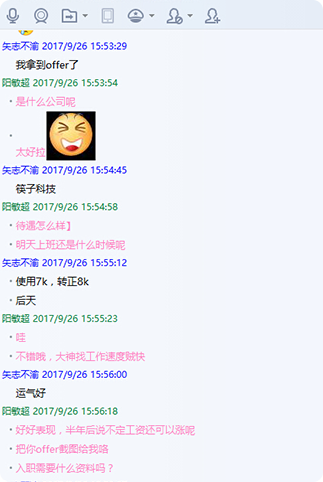 矢志不渝 2017/9/26 15:53:29
我拿到offer了
阳敏超 2017/9/26 15:53:54
是什么公司呢
太好拉
矢志不渝 2017/9/26 15:54:45
筷子科技
阳敏超 2017/9/26 15:54:58
待遇怎么样】
明天上班还是什么时候呢
矢志不渝 2017/9/26 15:55:12
使用7k，转正8k
后天
阳敏超 2017/9/26 15:55:23
哇
不错哦，大神找工作速度贼快
矢志不渝 2017/9/26 15:56:00
运气好
阳敏超 2017/9/26 15:56:18
好好表现，半年后说不定工资还可以涨呢
把你offer截图给我咯
入职需要什么资料吗？